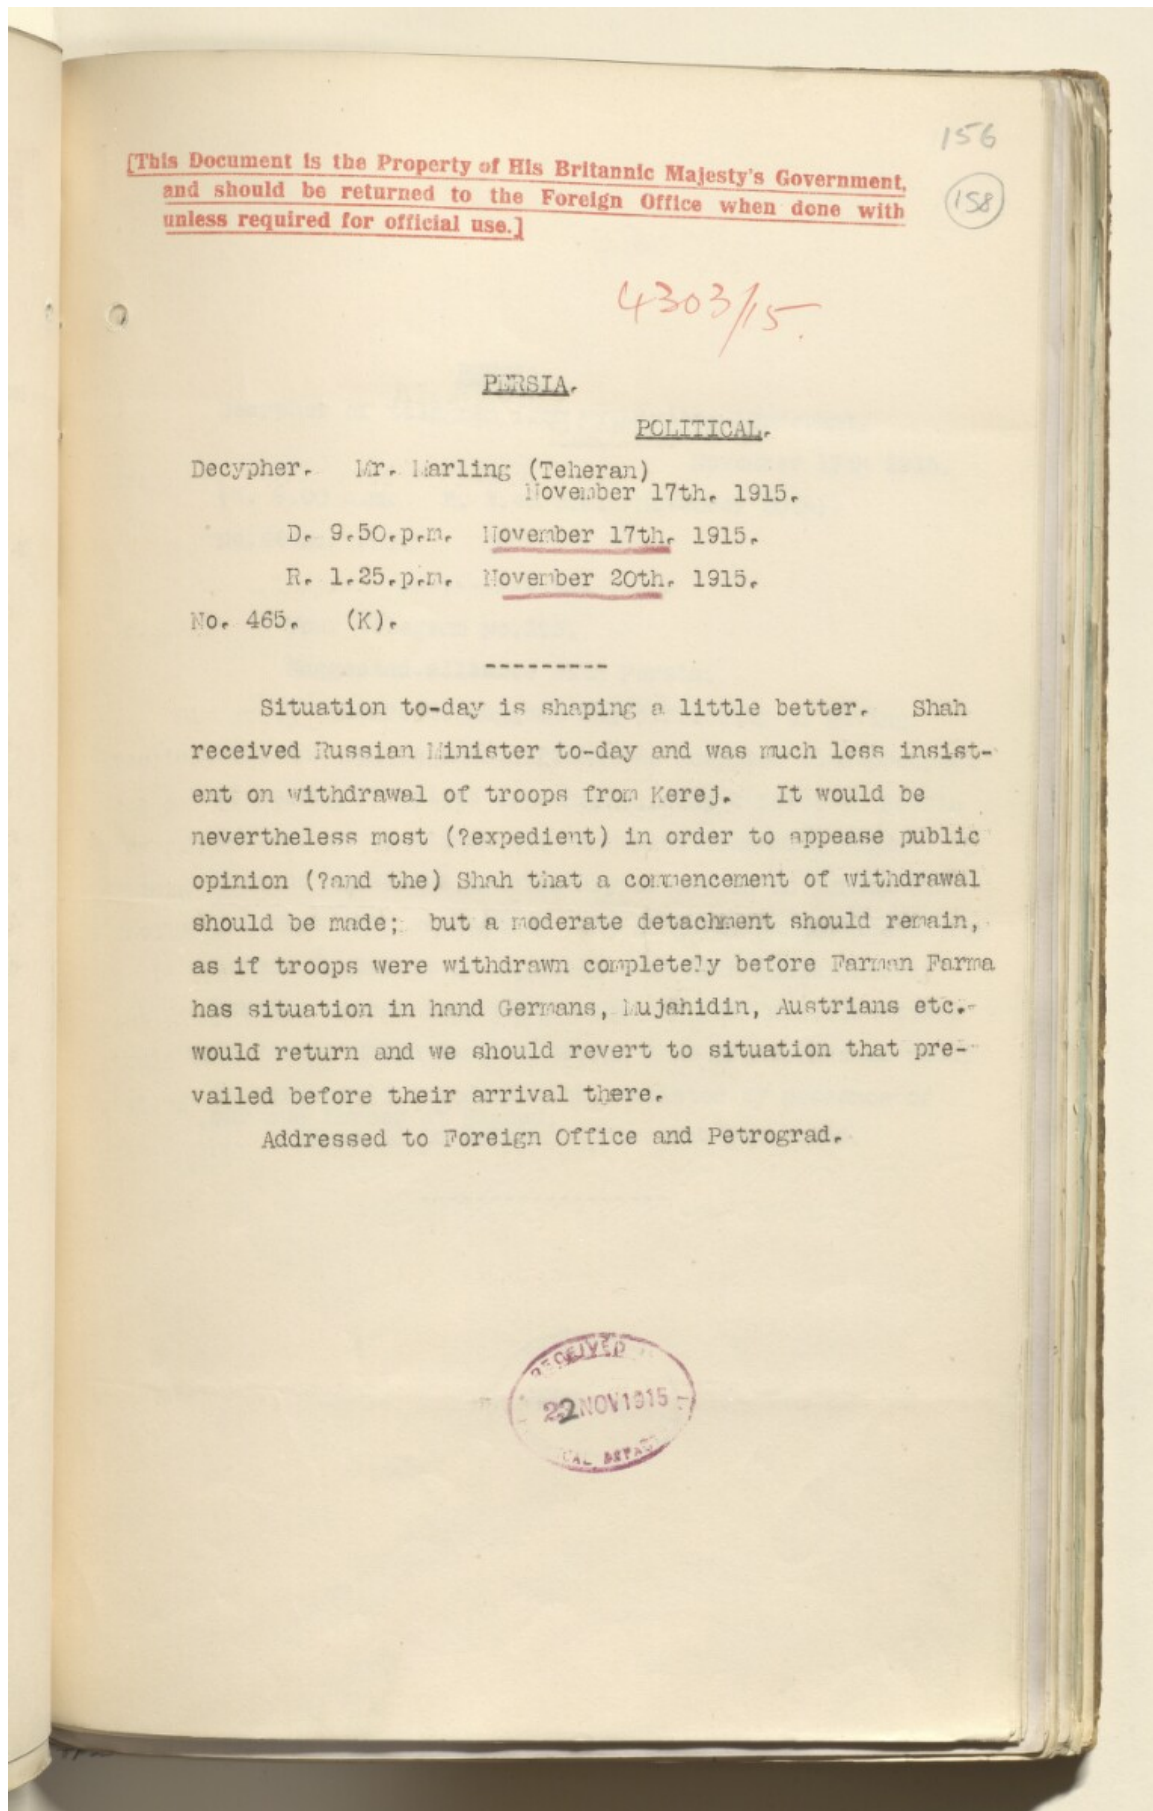 156
[This Document is the Property of His Britannic Majesty's Government,
and should be returned to the Foreign Office when done with
unless required for official use.]
158
4303/15.
PERSIA.
POLITICAL.
Decypher. Mr. Marling (Teheran)
November 17th. 1915.
D. 9.50.p.m. November 17th. 1915.
R. 1.25.p.m. November 20th. 1915.
No. 465. (K).
---------
Situation to-day is shaping a little better. Shah
received Russian Minister to-day and was much less insist-
ent on withdrawal of troops from Kerej. It would be
nevertheless most (?expedient) in order to appease public
opinion (?and the) Shah that a commencement of withdrawal
should be made; but a moderate detachment should remain,
as if troops were withdrawn completely before Farman Farma
has situation in hand Germans, Mujahidin, Austrians etc.
would return and we should revert to situation that pre-
vailed before their arrival there.
Addressed to Foreign Office and Petrograd.
RECEIVED
22 NOV 1915